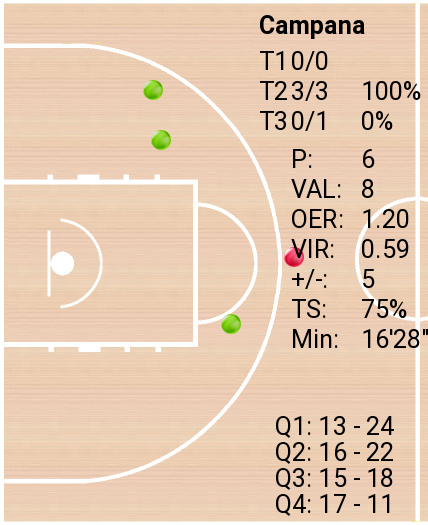 Campana
T1 0/0
T2 3/3 100%
T3 0/1 0%
P: 6
VAL: 8
OER: 1.20
VIR: 0.59
+/-: 5
TS: 75%
Min: 16'28"
Q1: 13 - 24
Q2: 16 - 22
Q3: 15 - 18
Q4: 17 - 11